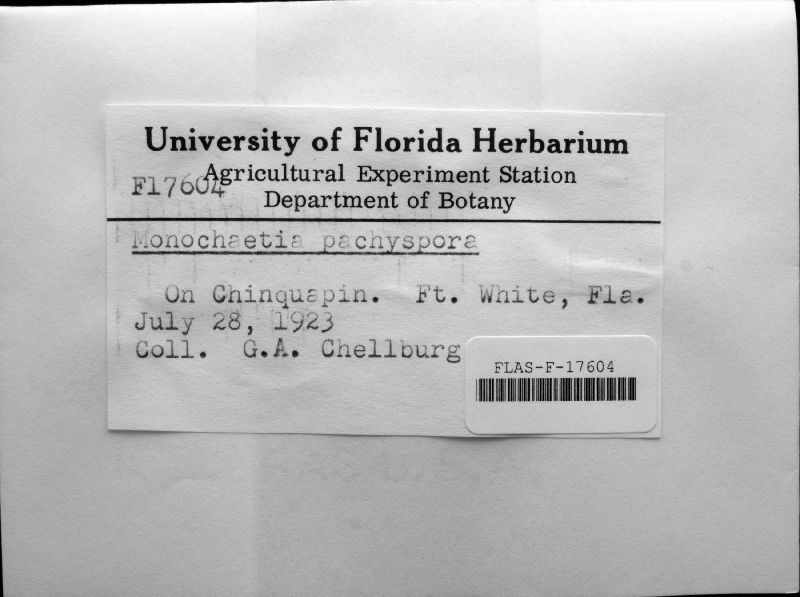 University of Florida Herbarium
Agricultural Experiment Station
F17604
Department of Botany
Monochaetia pachyspora
On Chinquapin. Ft. White, Fla.
July 28, 1923
Coll. G.A. Chellburg
FLAS-F-17604